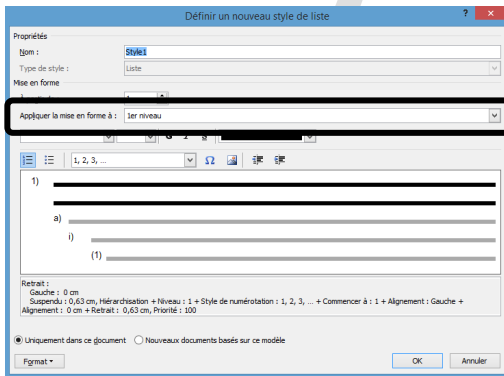 Définir un nouveau style de liste
?
Propriétés
Nom :
Style1
Type de style :
Liste
Mise en forme
Appliquer la mise en forme à :
1er niveau
1, 2, 3, ...
Ω
1)
a)
i)
(1)
Retrait :
Gauche : 0 cm
Suspendu : 0,63 cm, Hiérarchisation + Niveau : 1 + Style de numérotation : 1, 2, 3, ... + Commencer à : 1 + Alignement : Gauche +
Alignement : 0 cm + Retrait : 0,63 cm, Priorité : 100
Uniquement dans ce document
Nouveaux documents basés sur ce modèle
Format
OK
Annuler